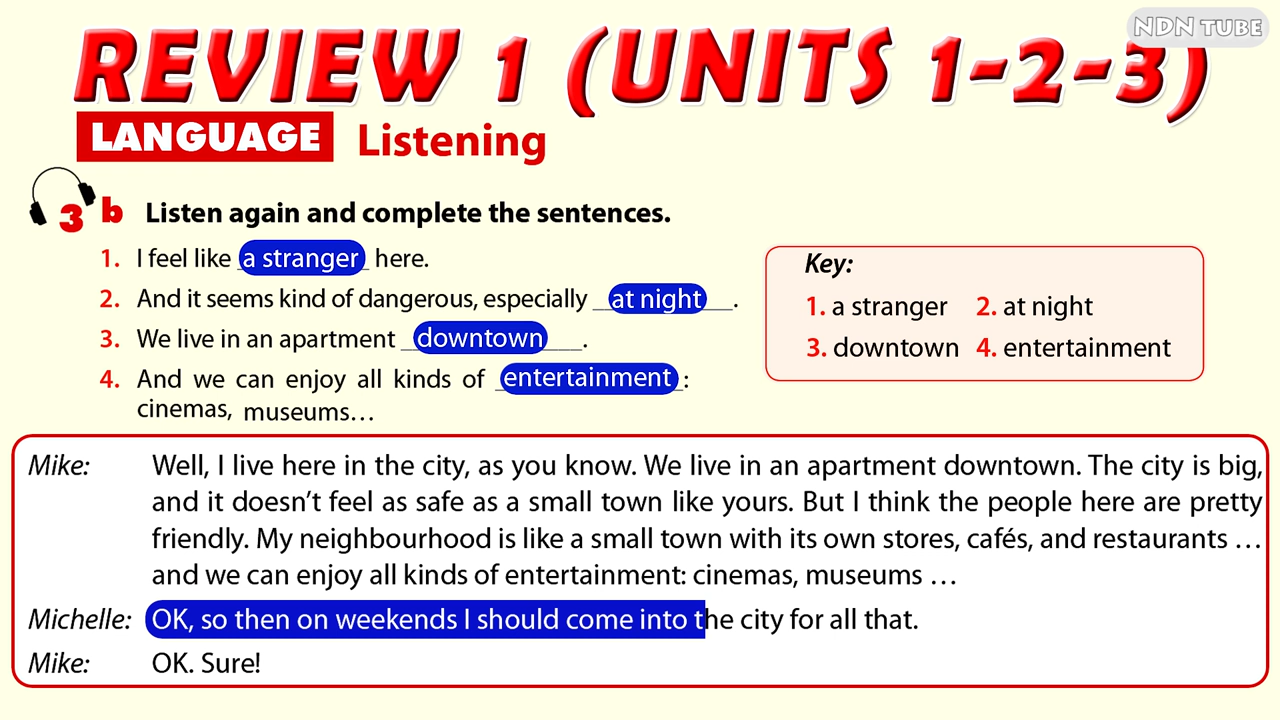 NDN TUBE
REVIEW 1 (UNITS 1-2-3)
LANGUAGE Listening
3 b Listen again and complete the sentences.
1. I feel like a stranger here.
2. And it seems kind of dangerous, especially at night.
3. We live in an apartment downtown.
4. And we can enjoy all kinds of entertainment:
cinemas, museums…
Key:
1. a stranger 2. at night
3. downtown 4. entertainment
Mike: Well, I live here in the city, as you know. We live in an apartment downtown. The city is big,
and it doesn’t feel as safe as a small town like yours. But I think the people here are pretty
friendly. My neighbourhood is like a small town with its own stores, cafés, and restaurants …
and we can enjoy all kinds of entertainment: cinemas, museums …
Michelle: OK, so then on weekends I should come into the city for all that.
Mike: OK. Sure!